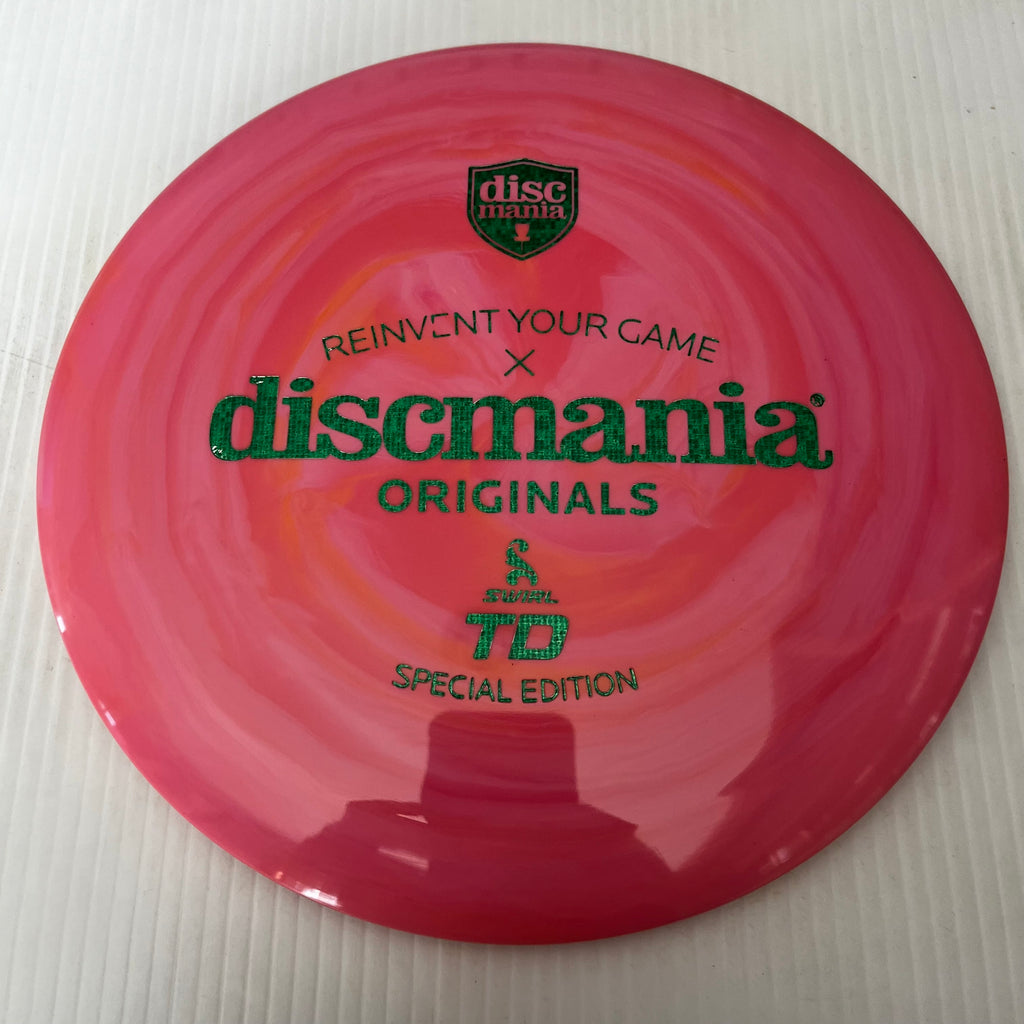 disc
mania
REINVENT YOUR GAME
X
discmania®
ORIGINALS
S
SWIRL
TD
SPECIAL EDITION